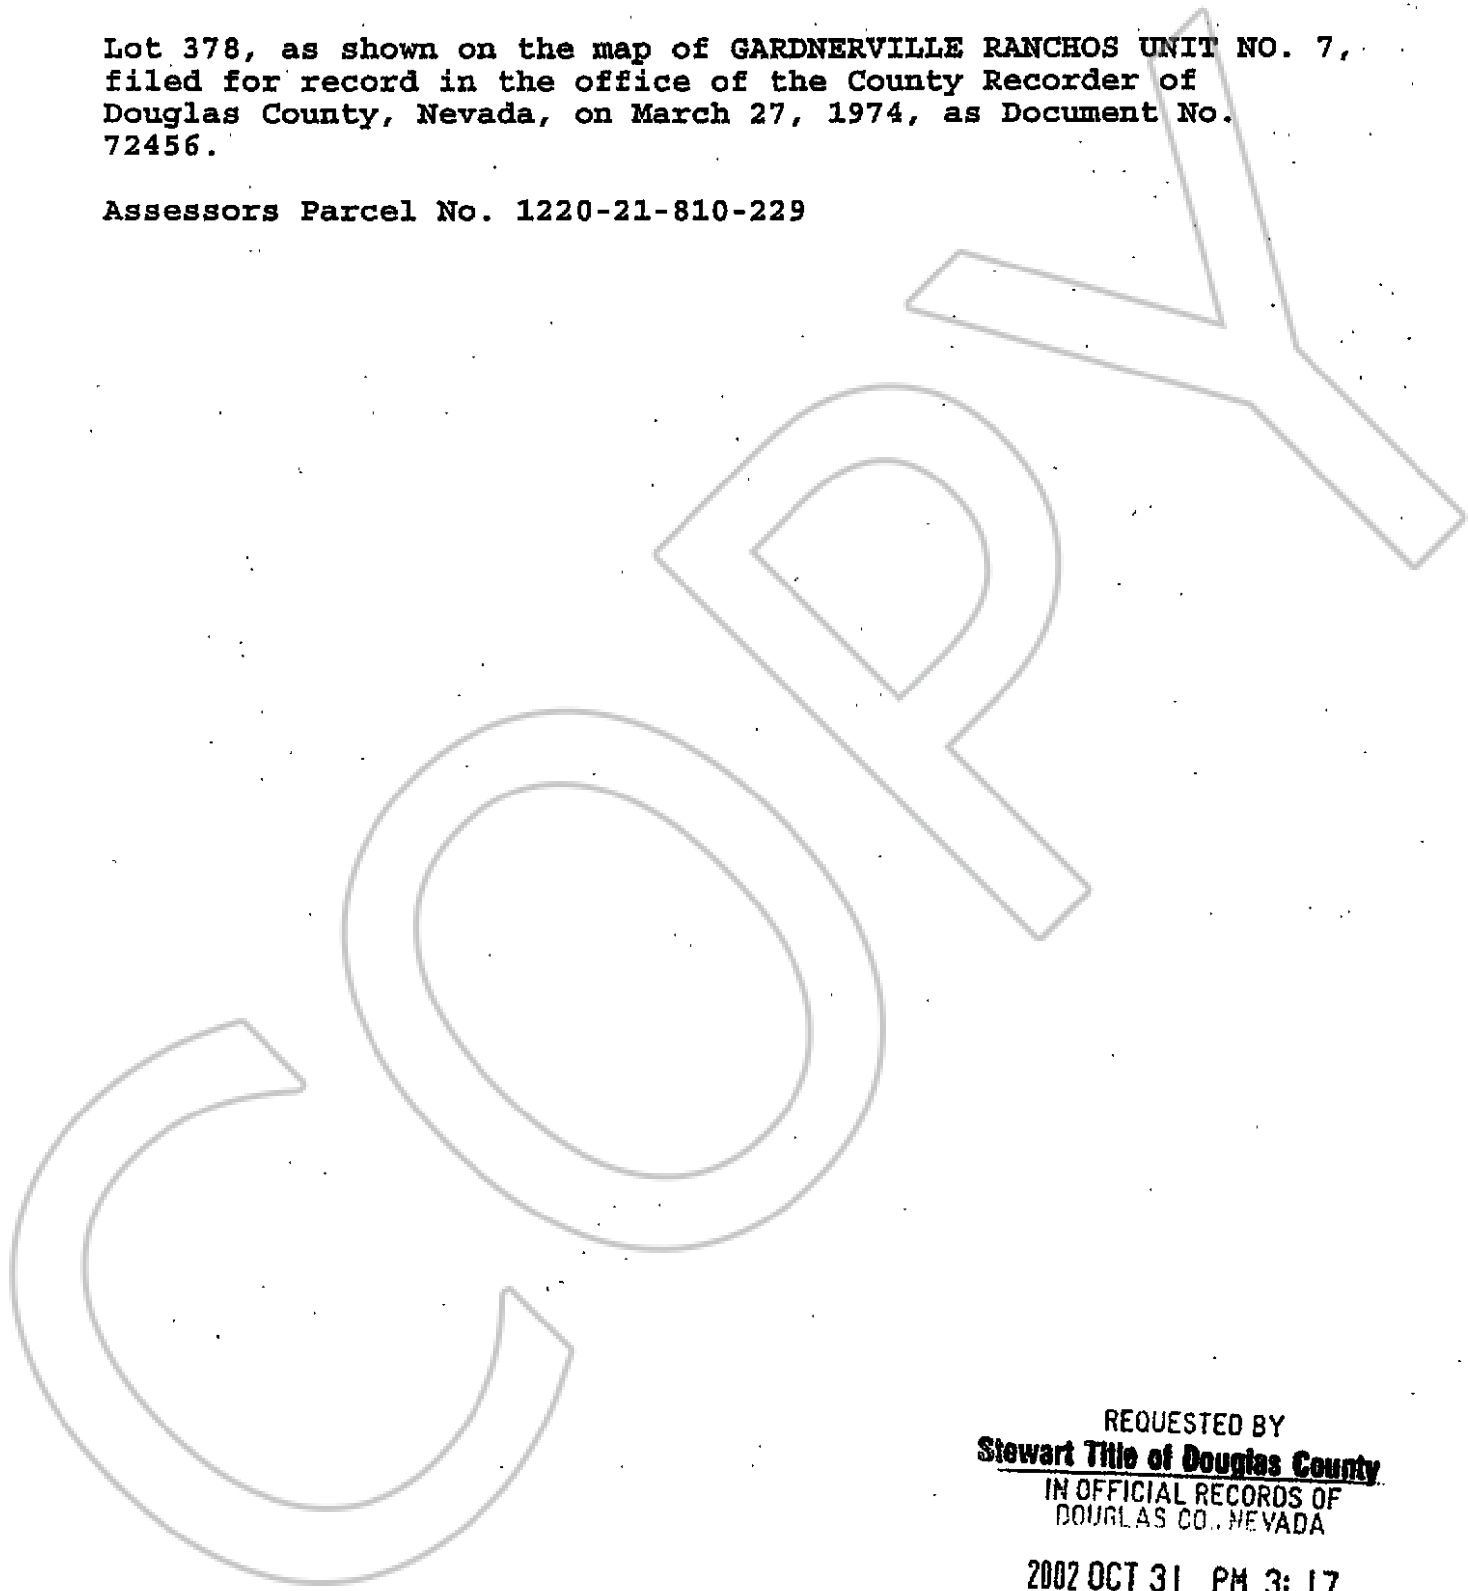 Lot 378, as shown on the map of GARDNERVILLE RANCHOS UNIT NO. 7,
filed for record in the office of the County Recorder of
Douglas County, Nevada, on March 27, 1974, as Document No.
72456.
Assessors Parcel No. 1220-21-810-229
COPY
REQUESTED BY
Stewart Title of Douglas County
IN OFFICIAL RECORDS OF
DOUGLAS CO., NEVADA
2002 OCT 31 PM 3: 17